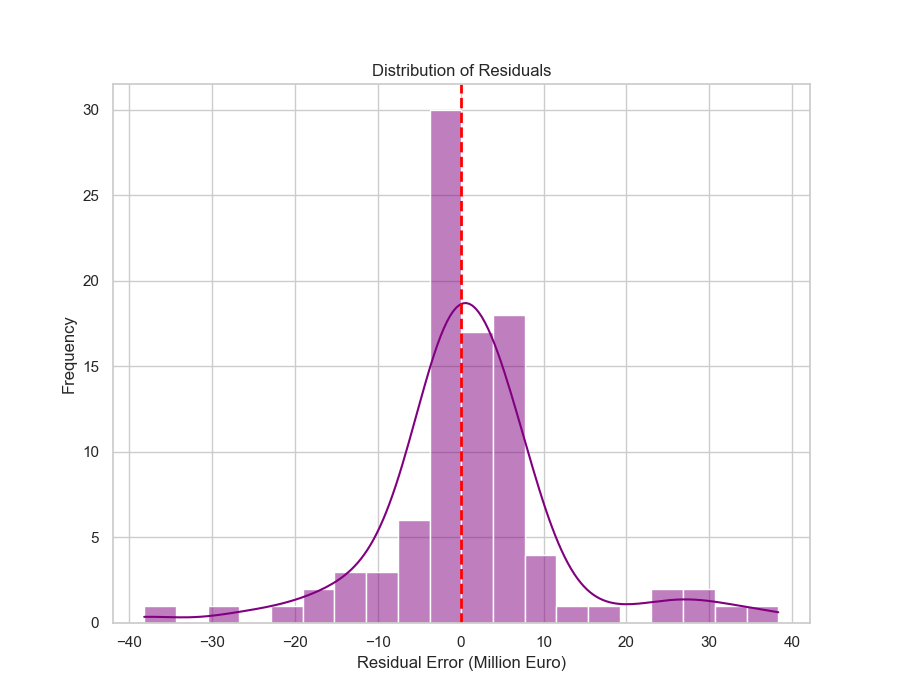 Distribution of Residuals
30
25
20
15
10
5
0
Frequency
−40 −30 −20 −10 0 10 20 30 40
Residual Error (Million Euro)